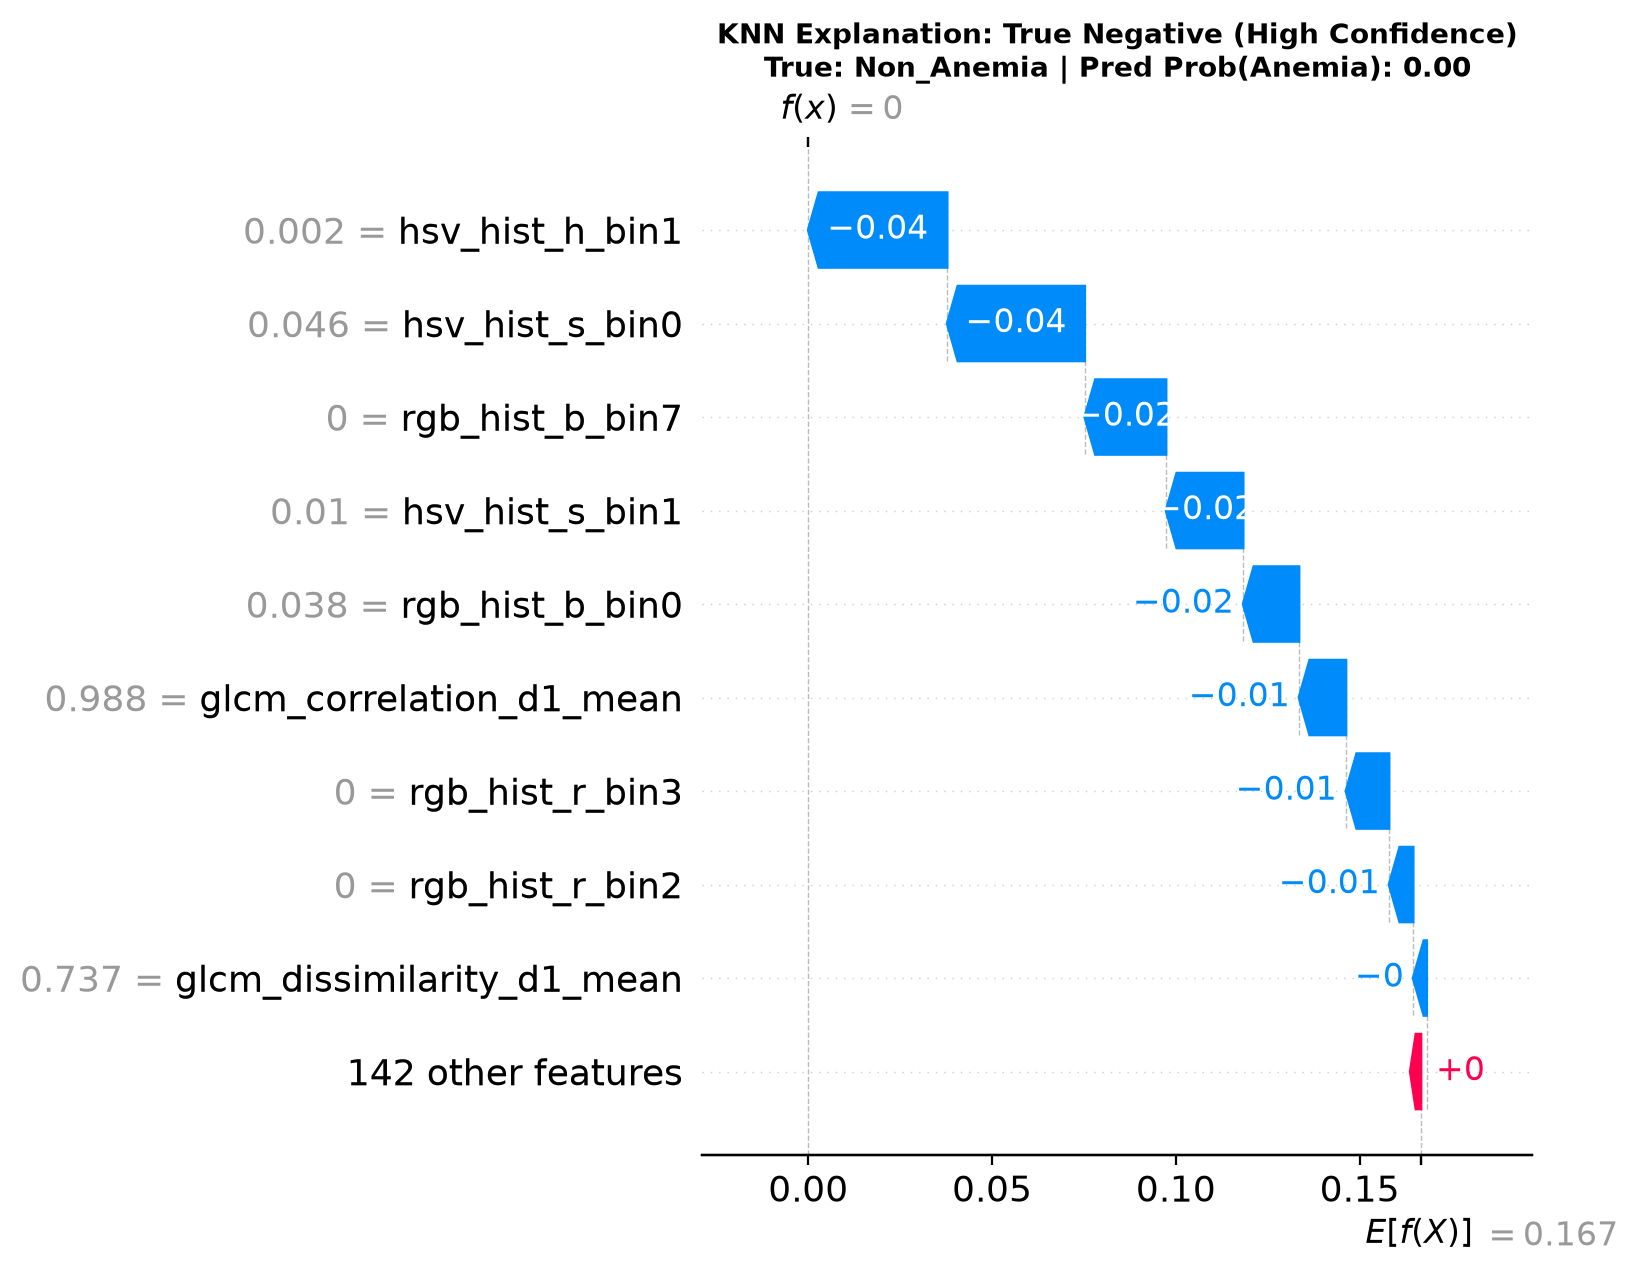 KNN Explanation: True Negative (High Confidence)
True: Non_Anemia | Pred Prob(Anemia): 0.00
f(x) = 0
0.002 = hsv_hist_h_bin1 −0.04
0.046 = hsv_hist_s_bin0 −0.04
0 = rgb_hist_b_bin7 −0.02
0.01 = hsv_hist_s_bin1 −0.02
0.038 = rgb_hist_b_bin0 −0.02
0.988 = glcm_correlation_d1_mean −0.01
0 = rgb_hist_r_bin3 −0.01
0 = rgb_hist_r_bin2 −0.01
0.737 = glcm_dissimilarity_d1_mean −0
142 other features +0
0.00 0.05 0.10 0.15
E[f(X)] = 0.167